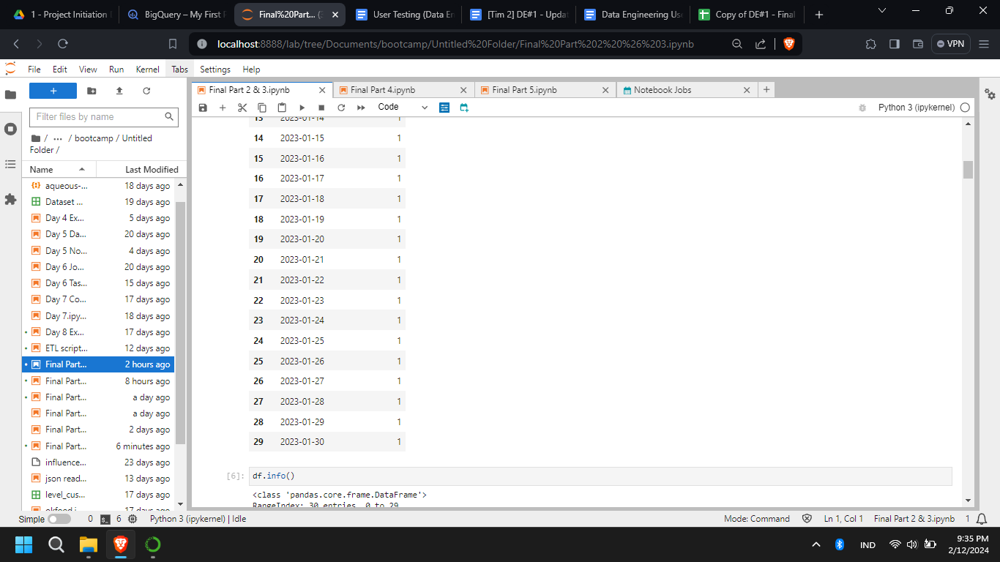 1 - Project Initiation
BigQuery – My First
Final%20Part...
User Testing (Data En
[Tim 2] DE#1 - Updat
Data Engineering Use
Copy of DE#1 - Final
localhost:8888/lab/tree/Documents/bootcamp/Untitled%20Folder/Final%20Part%202%20%26%203.ipynb
VPN
File Edit View Run Kernel Tabs Settings Help
Final Part 2 & 3.ipynb
Final Part 4.ipynb
Final Part 5.ipynb
Notebook Jobs
Code
Python 3 (ipykernel)
Filter files by name
/ ... / bootcamp / Untitled
Folder /
Name Last Modified
aqueous-... 18 days ago
Dataset ... 19 days ago
Day 4 Ex... 5 days ago
Day 5 Da... 20 days ago
Day 5 No... 4 days ago
Day 6 Jo... 20 days ago
Day 6 Tas... 15 days ago
Day 7 Co... 17 days ago
Day 7.ipy... 18 days ago
Day 8 Ex... 17 days ago
ETL script... 12 days ago
Final Part... 2 hours ago
Final Part... 8 hours ago
Final Part... a day ago
Final Part... a day ago
Final Part... 2 days ago
Final Part... 6 minutes ago
influence... 23 days ago
json read... 13 days ago
level_cus... 17 days ago
okfood.j... 17 days ago
13 2023-01-14 1
14 2023-01-15 1
15 2023-01-16 1
16 2023-01-17 1
17 2023-01-18 1
18 2023-01-19 1
19 2023-01-20 1
20 2023-01-21 1
21 2023-01-22 1
22 2023-01-23 1
23 2023-01-24 1
24 2023-01-25 1
25 2023-01-26 1
26 2023-01-27 1
27 2023-01-28 1
28 2023-01-29 1
29 2023-01-30 1
[6]: df.info()
<class 'pandas.core.frame.DataFrame'>
RangeIndex: 30 entries, 0 to 29
Simple 0 6 Python 3 (ipykernel) | Idle
Mode: Command Ln 1, Col 1 Final Part 2 & 3.ipynb 1
IND
9:35 PM
2/12/2024